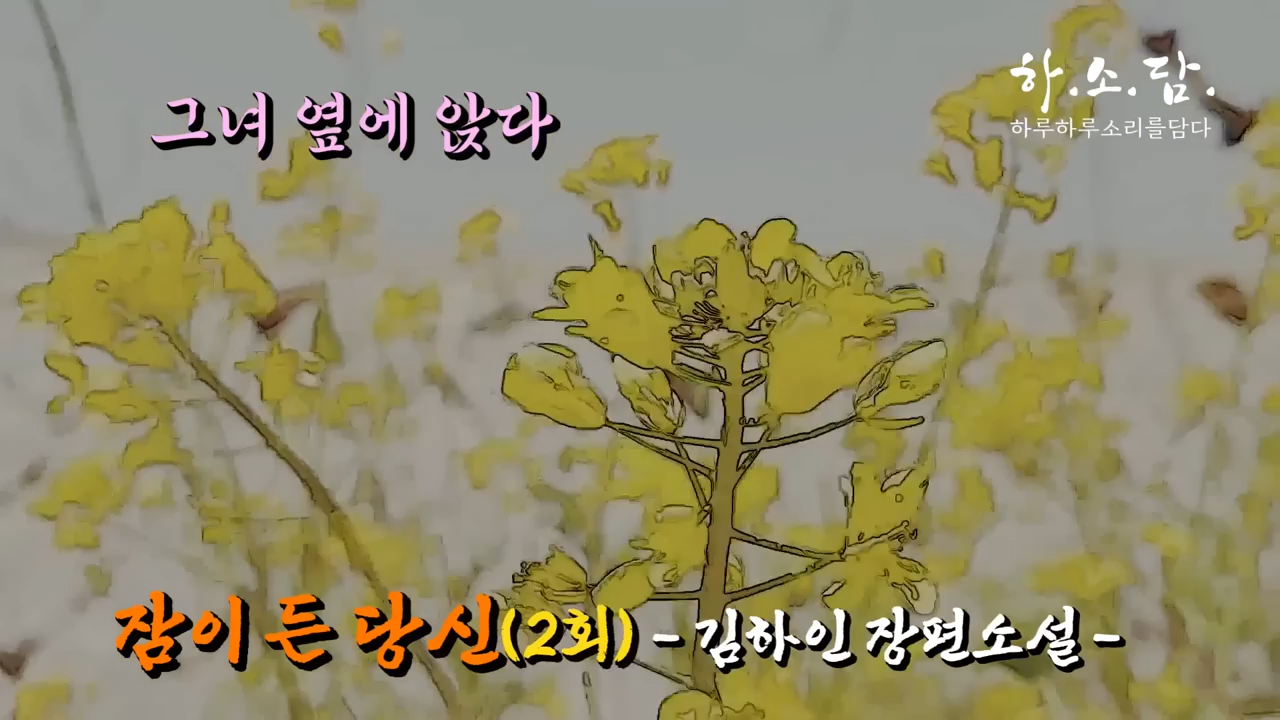 하.소.담.
하루하루소리를담다
그녀 옆에 앉다
잠이 든 당신(2회) - 김하인 장편소설 -